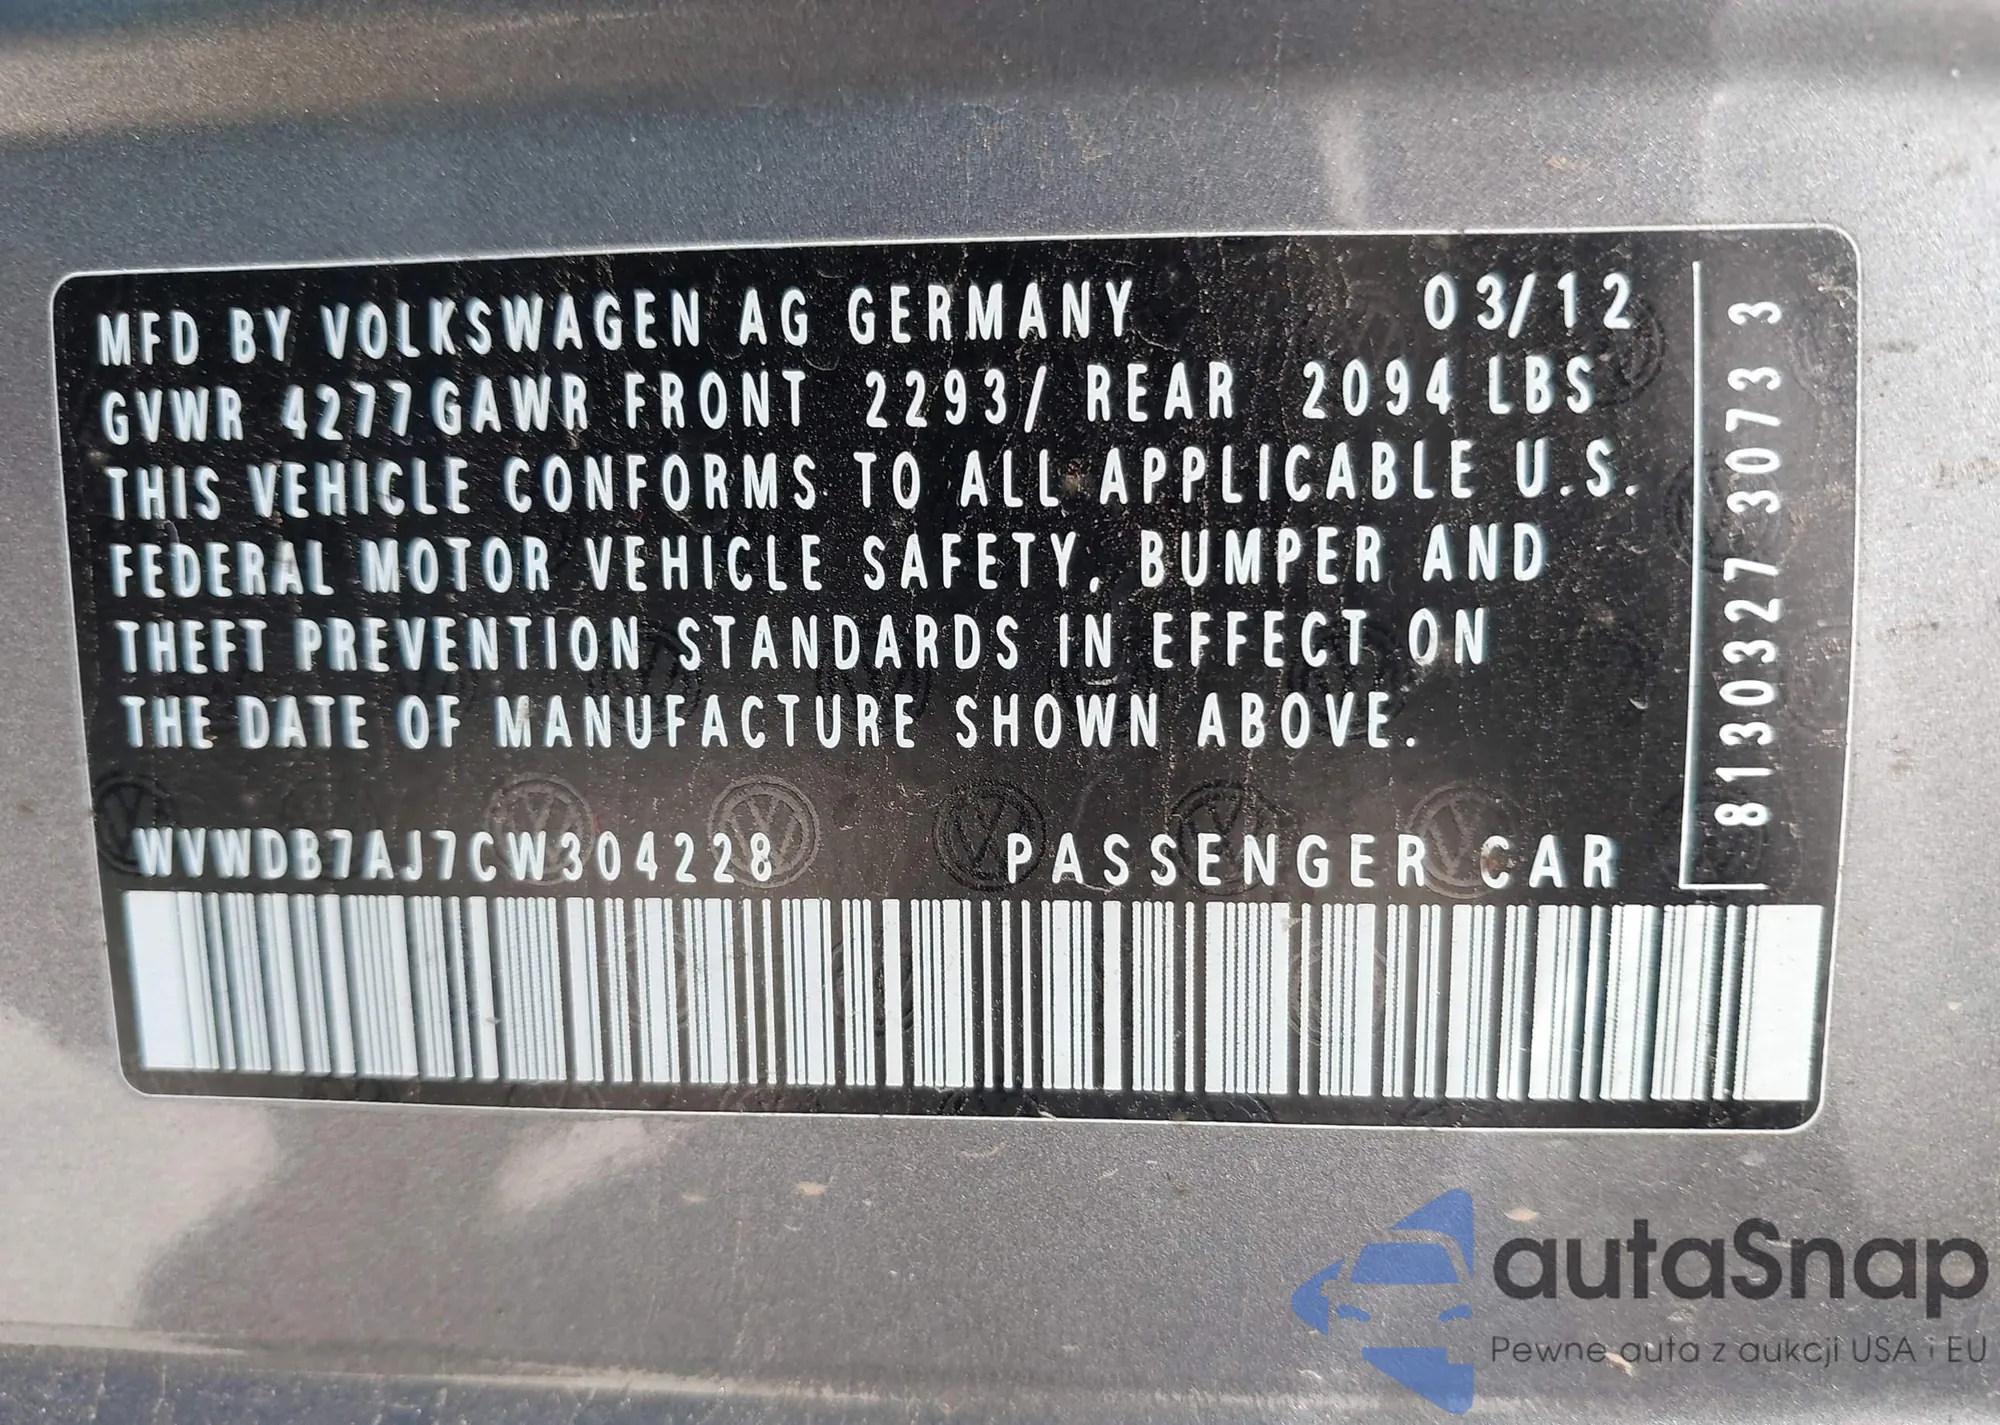 MFD BY VOLKSWAGEN AG GERMANY 03/12
GVWR 4277 GAWR FRONT 2293/ REAR 2094 LBS
THIS VEHICLE CONFORMS TO ALL APPLICABLE U.S.
FEDERAL MOTOR VEHICLE SAFETY, BUMPER AND
THEFT PREVENTION STANDARDS IN EFFECT ON
THE DATE OF MANUFACTURE SHOWN ABOVE.
WVWDB7AJ7CW304228 PASSENGER CAR
8130327 3073 3
autaSnap
Pewne auta z aukcji USA i EU